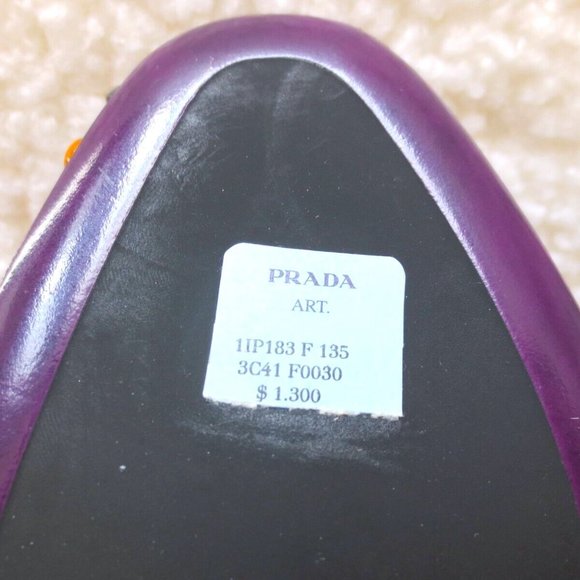 PRADA
ART.
1IP183 F 135
3C41 F0030
$ 1.300